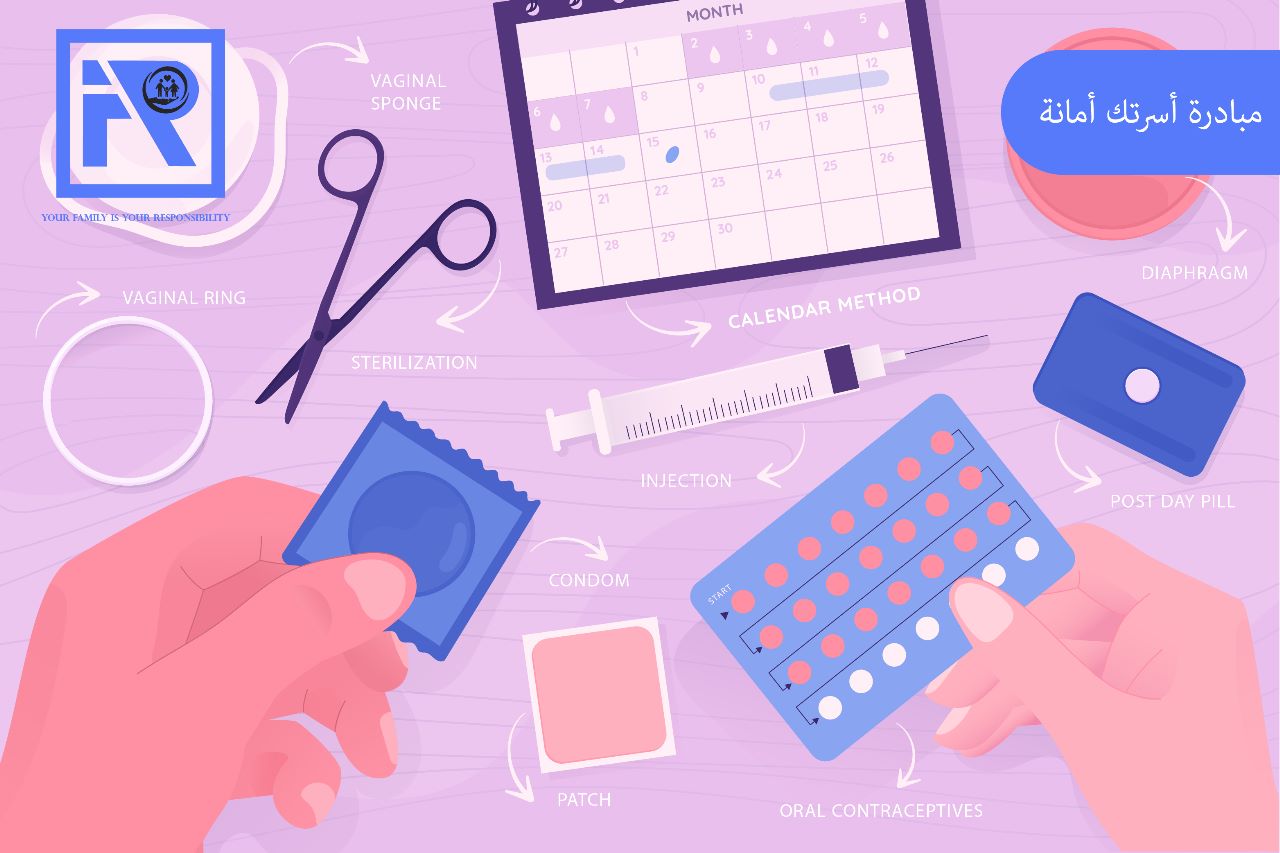 MONTH
1 2 3 4 5
6 7 8 9 10 11 12
13 14 15 16 17 18 19
20 21 22 23 24 25 26
27 28 29 30
YOUR FAMILY IS YOUR RESPONSIBILITY
مبادرة أسرتك أمانة
VAGINAL
SPONGE
DIAPHRAGM
VAGINAL RING
CALENDAR METHOD
STERILIZATION
INJECTION
POST DAY PILL
CONDOM
START
PATCH
ORAL CONTRACEPTIVES